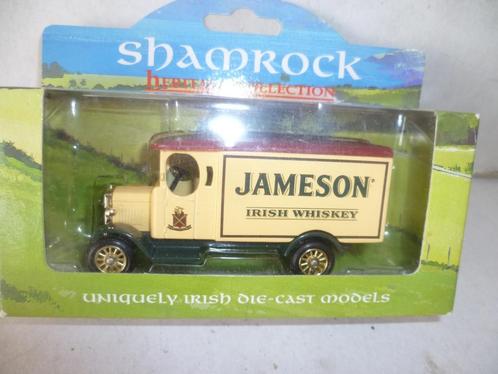 Shamrock
Heritage Collection
JAMESON
IRISH WHISKEY
uniquely irish die-cast models